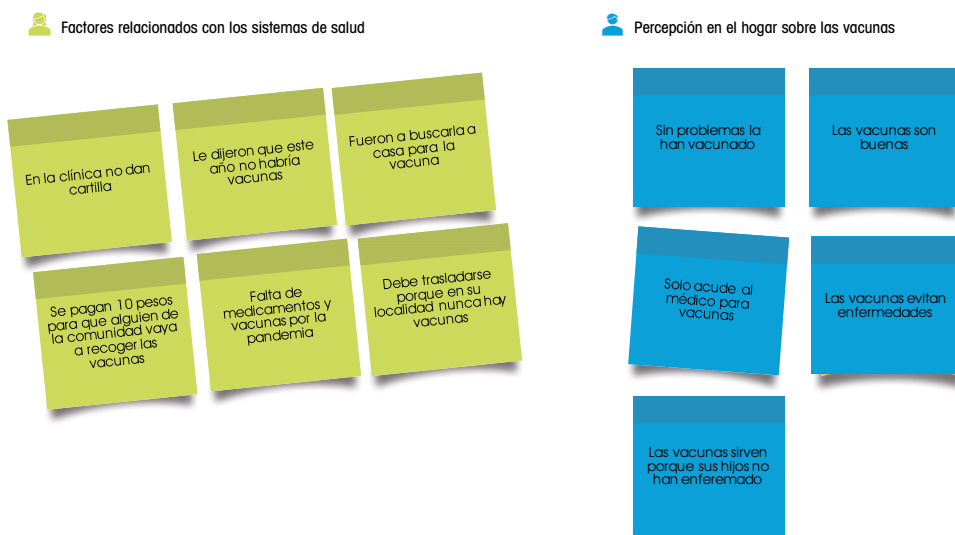 Factores relacionados con los sistemas de salud
En la clínica no dan
cartilla
Le dijeron que este
año no habría
vacunas
Fueron a buscarla a
casa para la
vacuna
Se pagan 10 pesos
para que alguien de
la comunidad vaya
a recoger las
vacunas
Falta de
medicamentos y
vacunas por la
pandemia
Debe trasladarse
porque en su
localidad nunca hay
vacunas
Percepción en el hogar sobre las vacunas
Sin problemas la
han vacunado
Las vacunas son
buenas
Solo acude al
médico para
vacunas
Las vacunas evitan
enfermedades
Las vacunas sirven
porque sus hijos no
han enferemado